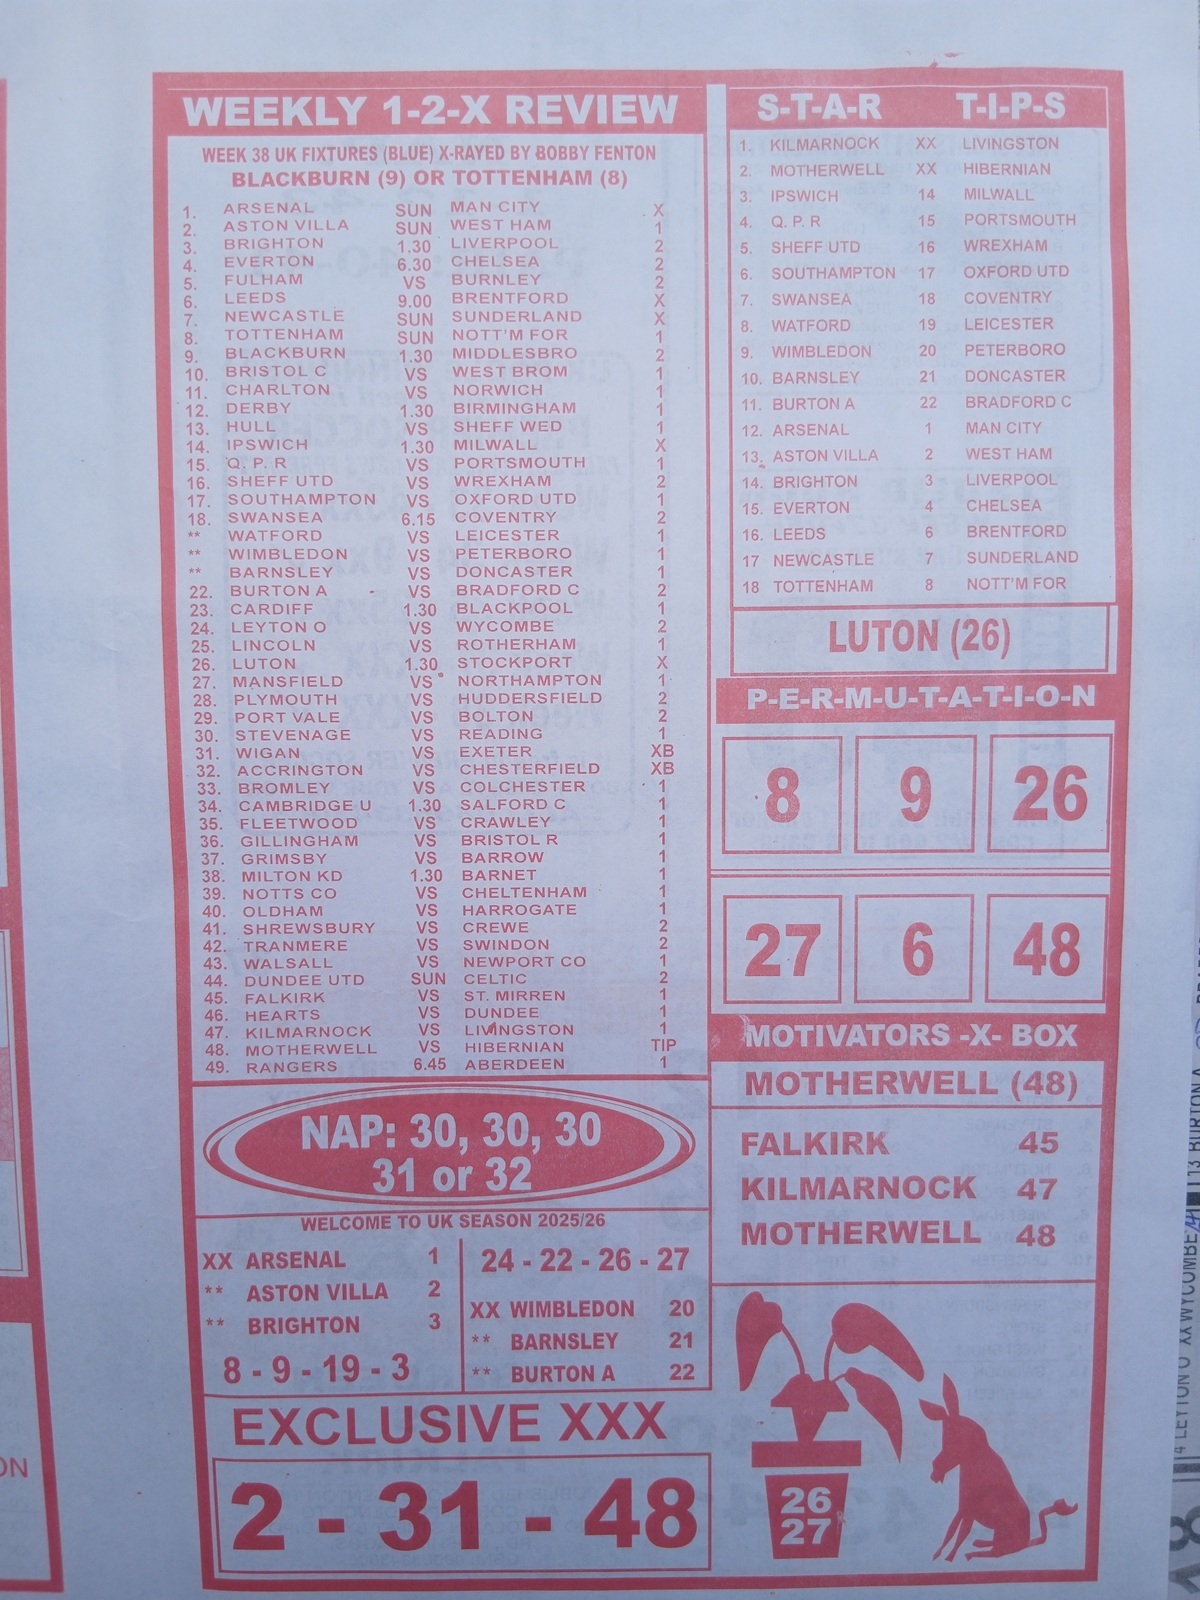 WEEKLY 1-2-X REVIEW
WEEK 38 UK FIXTURES (BLUE) X-RAYED BY BOBBY FENTON
BLACKBURN (9) OR TOTTENHAM (8)
1. ARSENAL SUN MAN CITY X
2. ASTON VILLA SUN WEST HAM 1
3. BRIGHTON 1.30 LIVERPOOL 2
4. EVERTON 6.30 CHELSEA 2
5. FULHAM VS BURNLEY 2
6. LEEDS 9.00 BRENTFORD X
7. NEWCASTLE SUN SUNDERLAND X
8. TOTTENHAM SUN NOTT'M FOR 1
9. BLACKBURN 1.30 MIDDLESBRO 2
10. BRISTOL C VS WEST BROM 1
11. CHARLTON VS NORWICH 1
12. DERBY 1.30 BIRMINGHAM 1
13. HULL VS SHEFF WED 1
14. IPSWICH 1.30 MILWALL X
15. Q. P. R VS PORTSMOUTH 1
16. SHEFF UTD VS WREXHAM 2
17. SOUTHAMPTON VS OXFORD UTD 1
18. SWANSEA 6.15 COVENTRY 2
** WATFORD VS LEICESTER 1
** WIMBLEDON VS PETERBORO 1
** BARNSLEY VS DONCASTER 1
22. BURTON A VS BRADFORD C 2
23. CARDIFF 1.30 BLACKPOOL 1
24. LEYTON O VS WYCOMBE 2
25. LINCOLN VS ROTHERHAM 1
26. LUTON 1.30 STOCKPORT X
27. MANSFIELD VS NORTHAMPTON 1
28. PLYMOUTH VS HUDDERSFIELD 2
29. PORT VALE VS BOLTON 2
30. STEVENAGE VS READING 1
31. WIGAN VS EXETER XB
32. ACCRINGTON VS CHESTERFIELD XB
33. BROMLEY VS COLCHESTER 1
34. CAMBRIDGE U 1.30 SALFORD C 1
35. FLEETWOOD VS CRAWLEY 1
36. GILLINGHAM VS BRISTOL R 1
37. GRIMSBY VS BARROW 1
38. MILTON KD 1.30 BARNET 1
39. NOTTS CO VS CHELTENHAM 1
40. OLDHAM VS HARROGATE 1
41. SHREWSBURY VS CREWE 2
42. TRANMERE VS SWINDON 2
43. WALSALL VS NEWPORT CO 1
44. DUNDEE UTD SUN CELTIC 2
45. FALKIRK VS ST. MIRREN 1
46. HEARTS VS DUNDEE 1
47. KILMARNOCK VS LIVINGSTON 1
48. MOTHERWELL VS HIBERNIAN TIP
49. RANGERS 6.45 ABERDEEN 1
NAP: 30, 30, 30
31 or 32
WELCOME TO UK SEASON 2025/26
XX ARSENAL 1
** ASTON VILLA 2
** BRIGHTON 3
8 - 9 - 19 - 3
24 - 22 - 26 - 27
XX WIMBLEDON 20
** BARNSLEY 21
** BURTON A 22
EXCLUSIVE XXX
2 - 31 - 48
S-T-A-R T-I-P-S
1. KILMARNOCK XX LIVINGSTON
2. MOTHERWELL XX HIBERNIAN
3. IPSWICH 14 MILWALL
4. Q. P. R 15 PORTSMOUTH
5. SHEFF UTD 16 WREXHAM
6. SOUTHAMPTON 17 OXFORD UTD
7. SWANSEA 18 COVENTRY
8. WATFORD 19 LEICESTER
9. WIMBLEDON 20 PETERBORO
10. BARNSLEY 21 DONCASTER
11. BURTON A 22 BRADFORD C
12. ARSENAL 1 MAN CITY
13. ASTON VILLA 2 WEST HAM
14. BRIGHTON 3 LIVERPOOL
15. EVERTON 4 CHELSEA
16. LEEDS 6 BRENTFORD
17 NEWCASTLE 7 SUNDERLAND
18 TOTTENHAM 8 NOTT'M FOR
LUTON (26)
P-E-R-M-U-T-A-T-I-O-N
8 9 26
27 6 48
MOTIVATORS -X- BOX
MOTHERWELL (48)
FALKIRK 45
KILMARNOCK 47
MOTHERWELL 48
26
27
ON
4 LEYTON O XX WYCOMBE
13 BURTON A